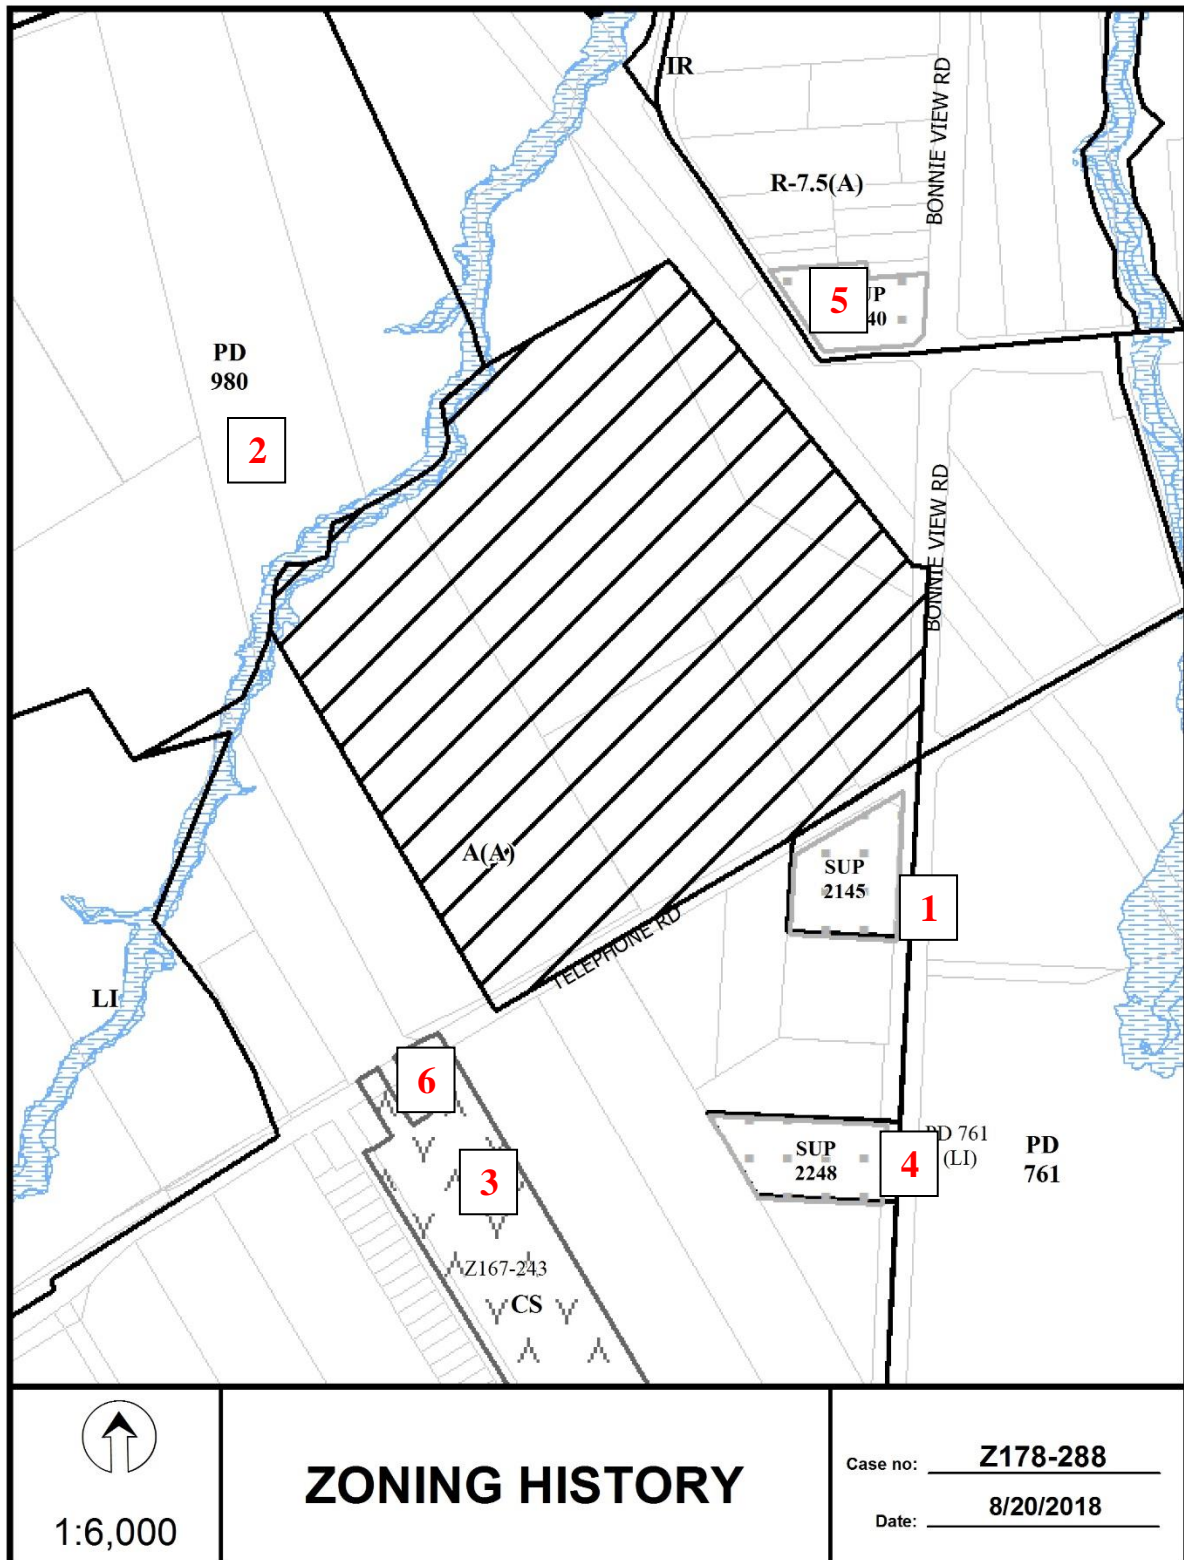 IR
BONNIE VIEW RD
R-7.5(A)
5
UP
40
PD
980
2
BONNIE VIEW RD
A(A)
SUP
2145
1
TELEPHONE RD
LI
6
SUP
2248
4
PD 761
(LI)
PD
761
3
Z167-243
CS
1:6,000
ZONING HISTORY
Case no: Z178-288
Date: 8/20/2018